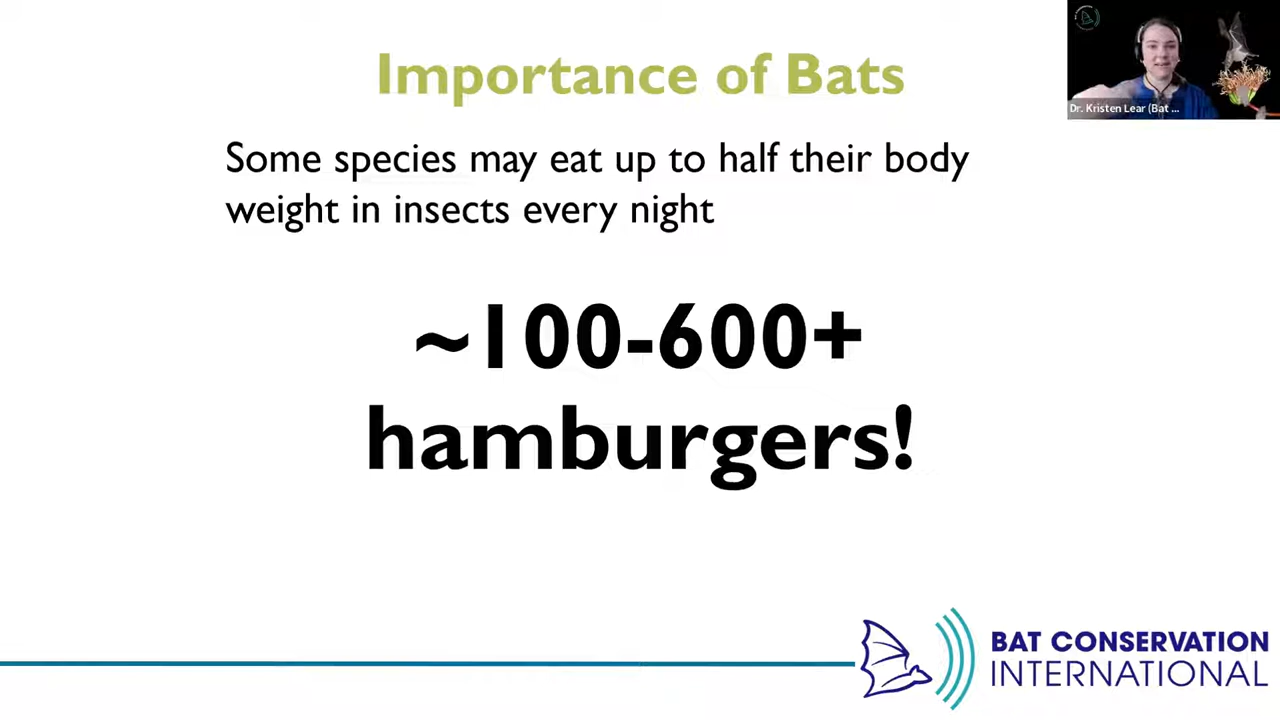 Importance of Bats
Dr. Kristen Lear (Bat ...
Some species may eat up to half their body
weight in insects every night
~100-600+
hamburgers!
BAT CONSERVATION
INTERNATIONAL